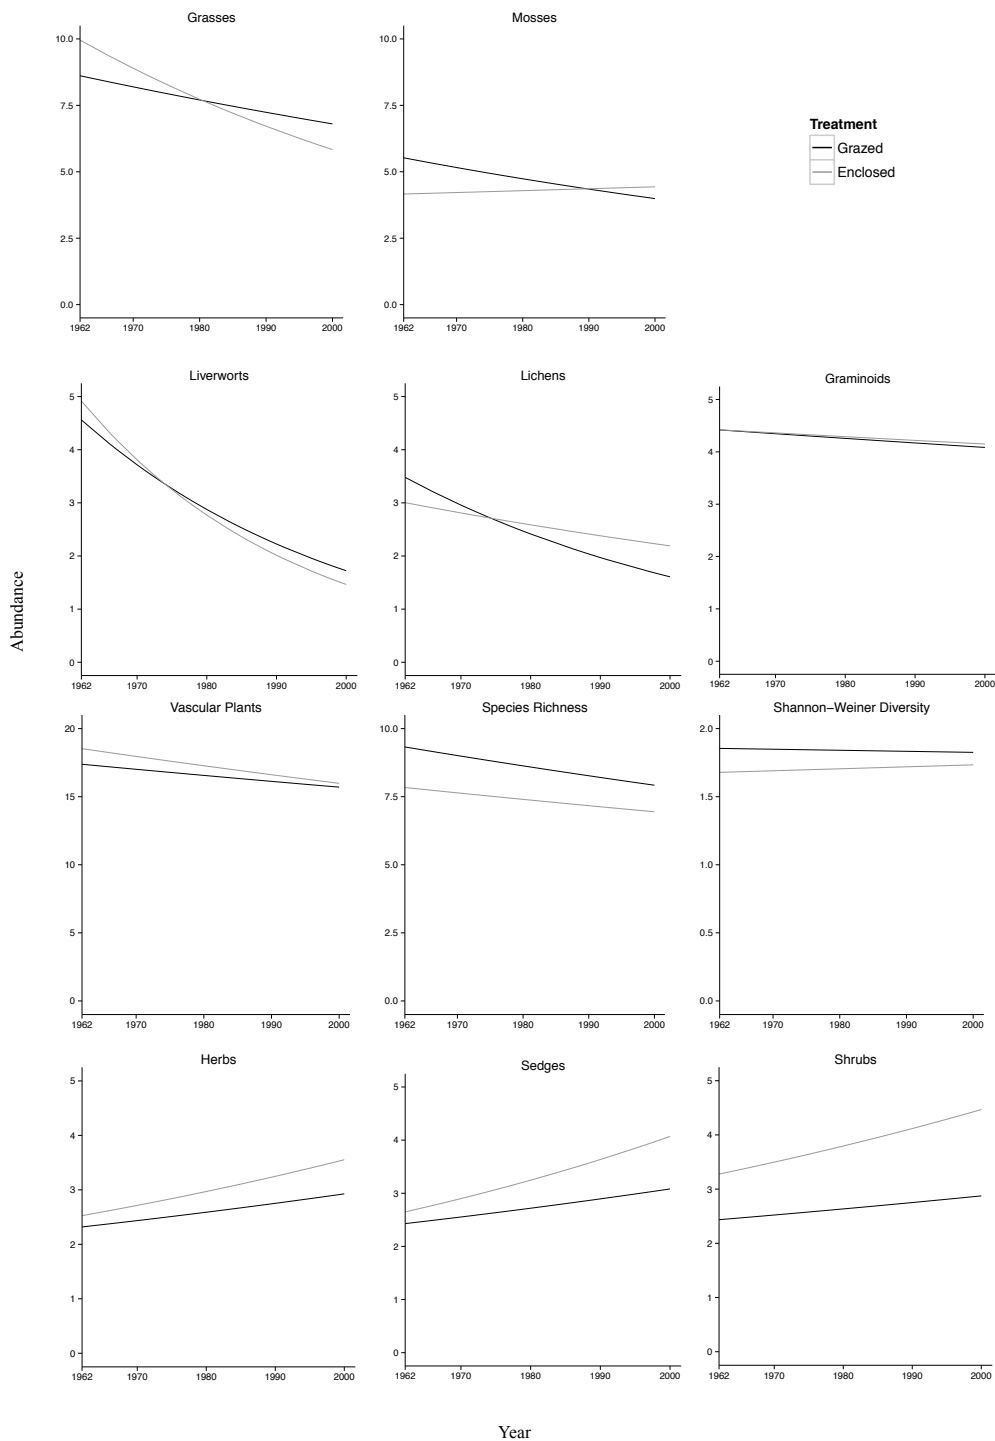 Grasses
Mosses
10.0
7.5
5.0
2.5
0.0
1962 1970 1980 1990 2000
10.0
7.5
5.0
2.5
0.0
1962 1970 1980 1990 2000
Treatment
Grazed
Enclosed
Liverworts
Lichens
Graminoids
5
4
3
2
1
0
1962 1970 1980 1990 2000
5
4
3
2
1
0
1962 1970 1980 1990 2000
5
4
3
2
1
0
1962 1970 1980 1990 2000
Abundance
Vascular Plants
Species Richness
Shannon−Weiner Diversity
20
15
10
5
0
1962 1970 1980 1990 2000
10.0
7.5
5.0
2.5
0.0
1962 1970 1980 1990 2000
2.0
1.5
1.0
0.5
0.0
1962 1970 1980 1990 2000
Herbs
Sedges
Shrubs
5
4
3
2
1
0
1962 1970 1980 1990 2000
5
4
3
2
1
0
1962 1970 1980 1990 2000
5
4
3
2
1
0
1962 1970 1980 1990 2000
Year